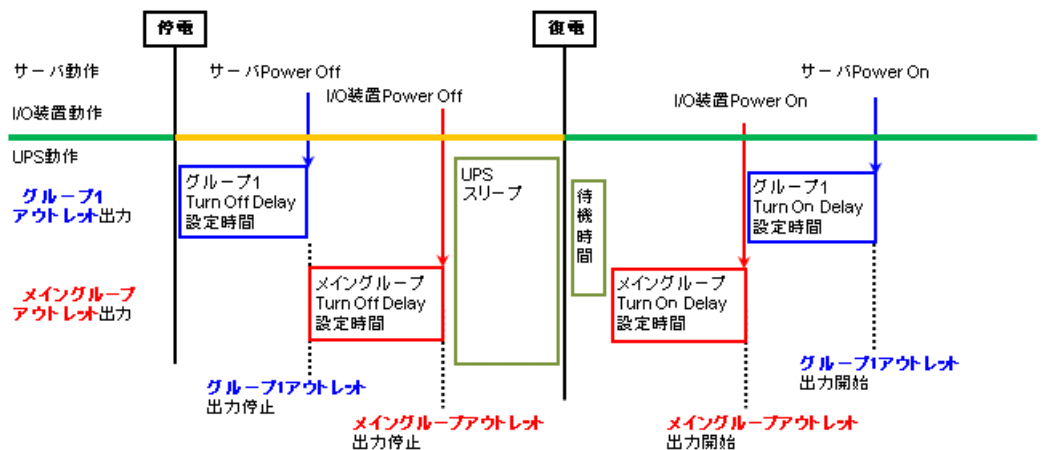 停電
復電
サーバ動作
サーバPower Off
サーバPower On
I/O装置Power Off
I/O装置Power On
I/O装置動作
UPS動作
グループ1
アウトレット出力
グループ1
Turn Off Delay
設定時間
UPS
スリープ
待機時間
グループ1
Turn On Delay
設定時間
メイングループ
アウトレット出力
メイングループ
Turn Off Delay
設定時間
メイングループ
Turn On Delay
設定時間
グループ1アウトレット
出力停止
グループ1アウトレット
出力開始
メイングループアウトレット
出力停止
メイングループアウトレット
出力開始